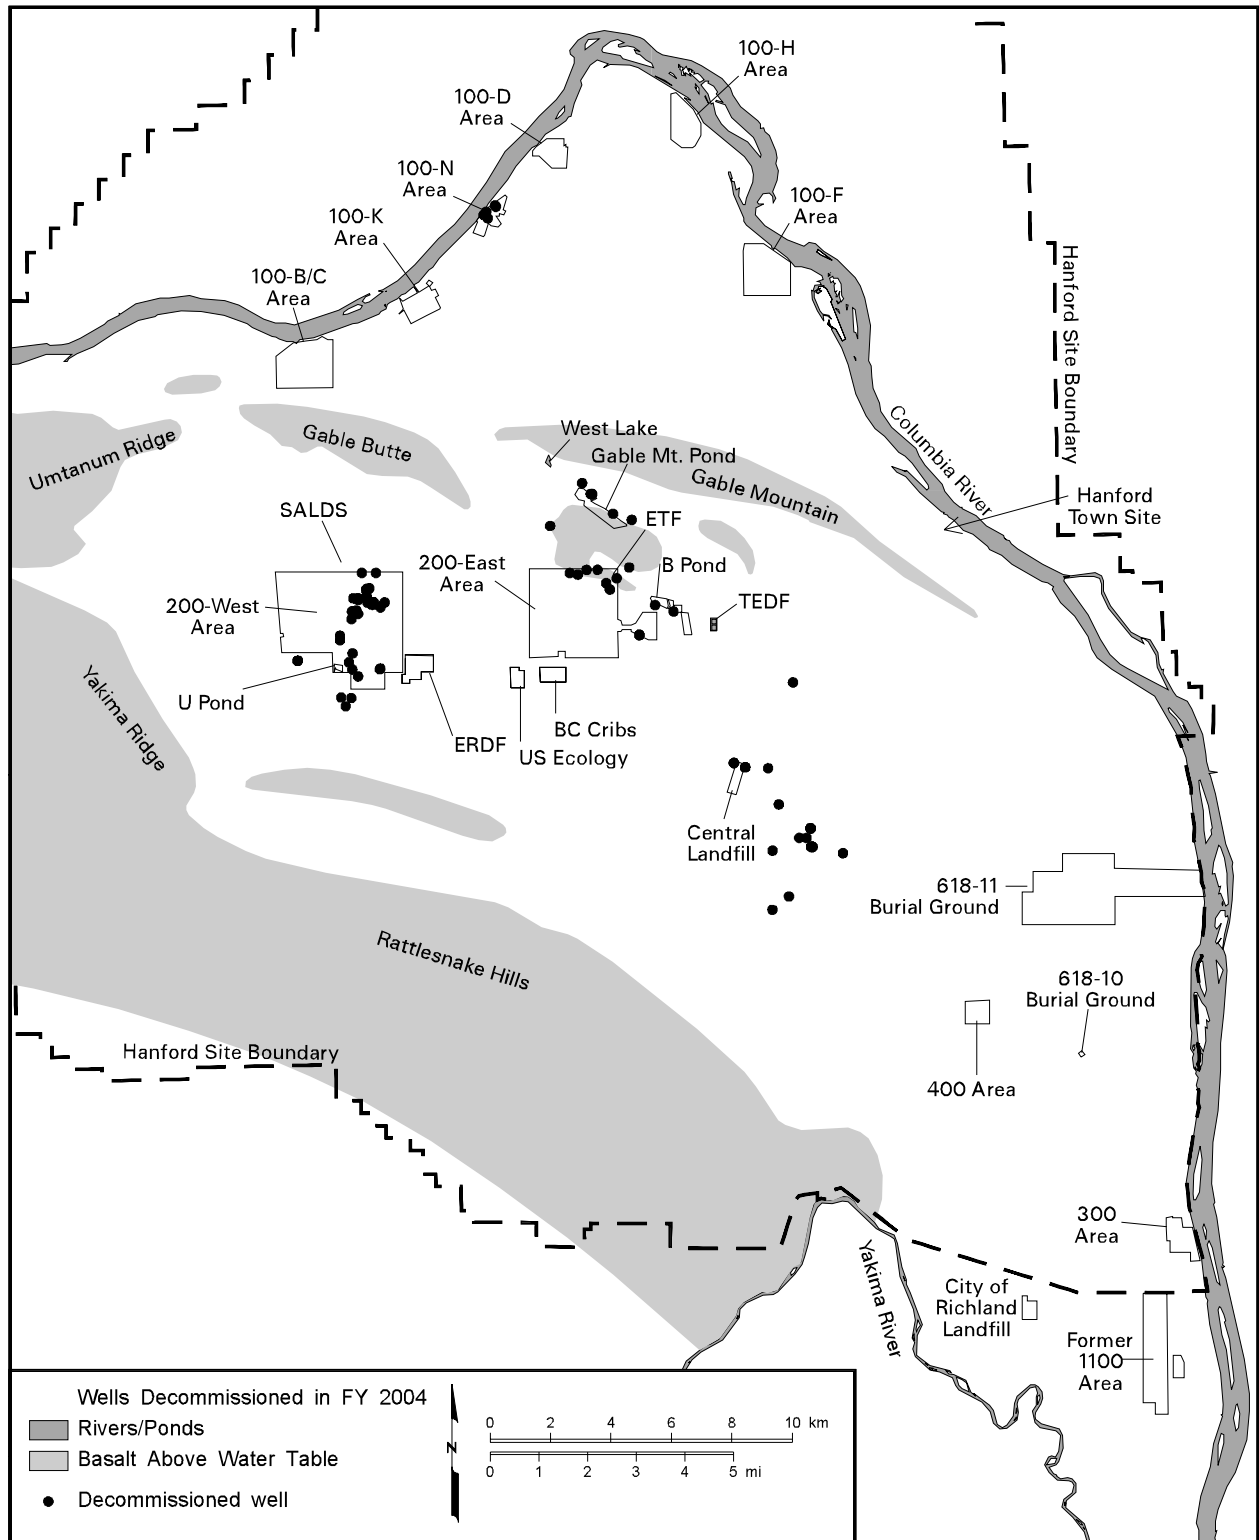 100-H
Area
100-D
Area
100-N
Area
100-F
Area
100-K
Area
100-B/C
Area
Hanford Site Boundary
Columbia River
West Lake
Gable Mt. Pond
Gable Butte
Umtanum Ridge
Gable Mountain
Hanford
Town Site
SALDS
ETF
200-East
Area
B Pond
TEDF
200-West
Area
Yakima Ridge
U Pond
ERDF
BC Cribs
US Ecology
Central
Landfill
618-11
Burial Ground
Rattlesnake Hills
618-10
Burial Ground
Hanford Site Boundary
400 Area
300
Area
Yakima River
City of
Richland
Landfill
Former
1100
Area
Wells Decommissioned in FY 2004
Rivers/Ponds
Basalt Above Water Table
Decommissioned well
N
0 2 4 6 8 10 km
0 1 2 3 4 5 mi